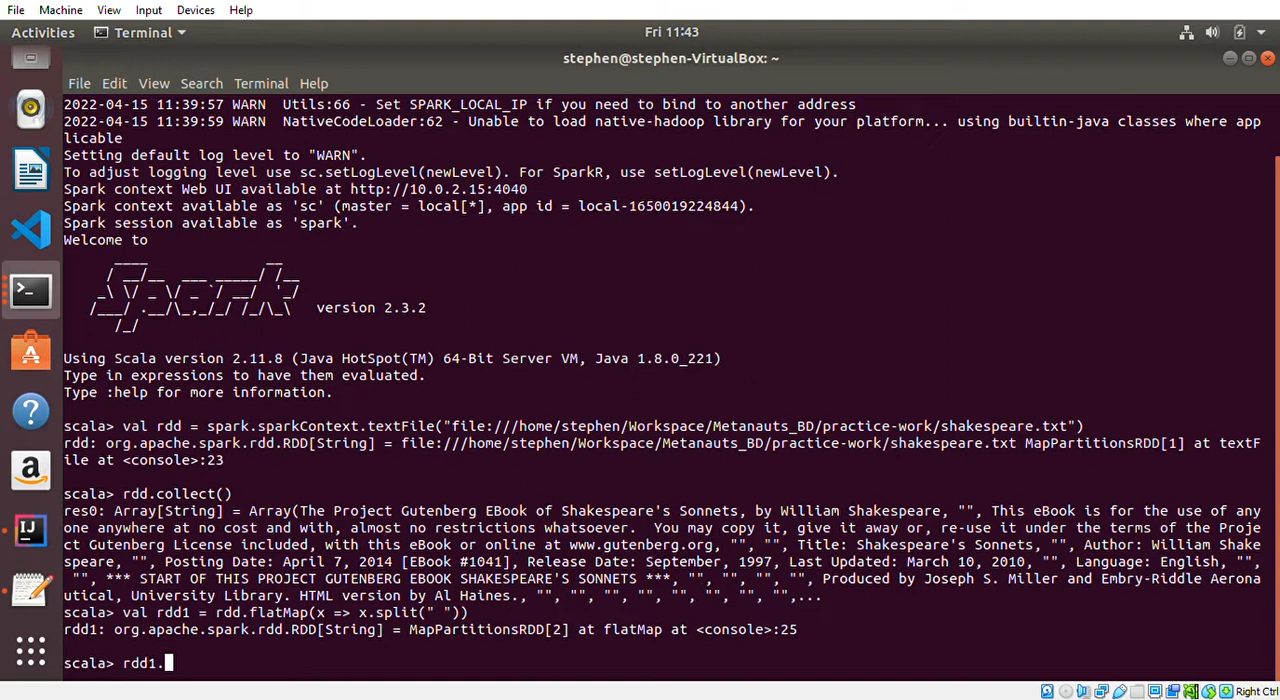 File Machine View Input Devices Help
Activities Terminal Fri 11:43
stephen@stephen-VirtualBox: ~
File Edit View Search Terminal Help
2022-04-15 11:39:57 WARN  Utils:66 - Set SPARK_LOCAL_IP if you need to bind to another address
2022-04-15 11:39:59 WARN  NativeCodeLoader:62 - Unable to load native-hadoop library for your platform... using builtin-java classes where app
licable
Setting default log level to "WARN".
To adjust logging level use sc.setLogLevel(newLevel). For SparkR, use setLogLevel(newLevel).
Spark context Web UI available at http://10.0.2.15:4040
Spark context available as 'sc' (master = local[*], app id = local-1650019224844).
Spark session available as 'spark'.
Welcome to
Spark version 2.3.2
Using Scala version 2.11.8 (Java HotSpot(TM) 64-Bit Server VM, Java 1.8.0_221)
Type in expressions to have them evaluated.
Type :help for more information.
scala> val rdd = spark.sparkContext.textFile("file:///home/stephen/Workspace/Metanauts_BD/practice-work/shakespeare.txt")
rdd: org.apache.spark.rdd.RDD[String] = file:///home/stephen/Workspace/Metanauts_BD/practice-work/shakespeare.txt MapPartitionsRDD[1] at textF
ile at <console>:23
scala> rdd.collect()
res0: Array[String] = Array(The Project Gutenberg EBook of Shakespeare's Sonnets, by William Shakespeare, "", This eBook is for the use of any
one anywhere at no cost and with, almost no restrictions whatsoever.  You may copy it, give it away or, re-use it under the terms of the Proje
ct Gutenberg License included, with this eBook or online at www.gutenberg.org, "", "", Title: Shakespeare's Sonnets, "", Author: William Shake
speare, "", Posting Date: April 7, 2014 [EBook #1041], Release Date: September, 1997, Last Updated: March 10, 2010, "", Language: English, "",
"", *** START OF THIS PROJECT GUTENBERG EBOOK SHAKESPEARE'S SONNETS ***, "", "", "", "", Produced by Joseph S. Miller and Embry-Riddle Aerona
utical, University Library. HTML version by Al Haines., "", "", "", "", "", "", "", "",...
scala> val rdd1 = rdd.flatMap(x => x.split(" "))
rdd1: org.apache.spark.rdd.RDD[String] = MapPartitionsRDD[2] at flatMap at <console>:25
scala> rdd1.
Right Ctrl